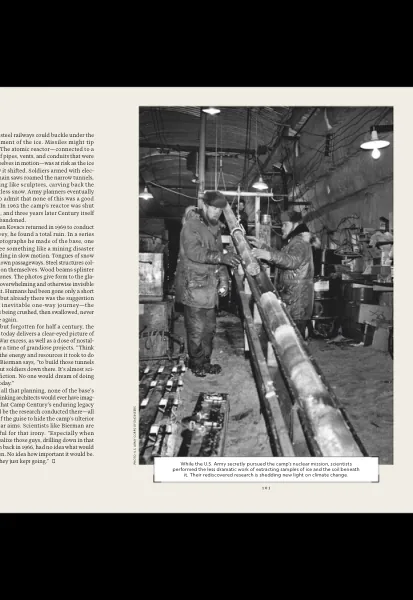 steel railways could buckle under the
ment of the ice. Missiles might tip
The atomic reactor—connected to a
f pipes, vents, and conduits that were
selves in motion—was at risk as the ice
it shifted. Soldiers armed with elec-
hain saws roamed the narrow tunnels,
ng like sculptors, carving back the
less snow. Army planners eventually
o admit that none of this was a good
In 1963 the camp's reactor was shut
, and three years later Century itself
bandoned.
en Kovacs returned in 1969 to conduct
vey, he found a total ruin. In a series
otographs he made of the base, one
ee something like a mining disaster
ding in slow motion. Tongues of snow
own passageways. Steel structures col-
on themselves. Wood beams splinter
ones. The photos give form to the gla-
overwhelming and otherwise invisible
t. Humans had been gone only a short
but already there was the suggestion
inevitable one-way journey—the
being crushed, then swallowed, never
e again.
but forgotten for half a century, the
today delivers a clear-eyed picture of
War excess, as well as a dose of nostal-
r a time of grandiose projects. "Think
the energy and resources it took to do
Bierman says, "to build those tunnels
ut soldiers down there. It's almost sci-
fiction. No one would dream of doing
oday."
all that planning, none of the base's
inking architects would ever have imag-
that Camp Century's enduring legacy
d be the research conducted there—all
f the guise to hide the camp's ulterior
ar aims. Scientists like Bierman are
ful for that irony. "Especially when
ealize those guys, drilling down in that
back in 1966, had no idea what would
n. No idea how important it would be.
hey just kept going."
While the U.S. Army secretly pursued the camp's nuclear mission, scientists
performed the less dramatic work of extracting samples of ice and the soil beneath
it. Their rediscovered research is shedding new light on climate change.